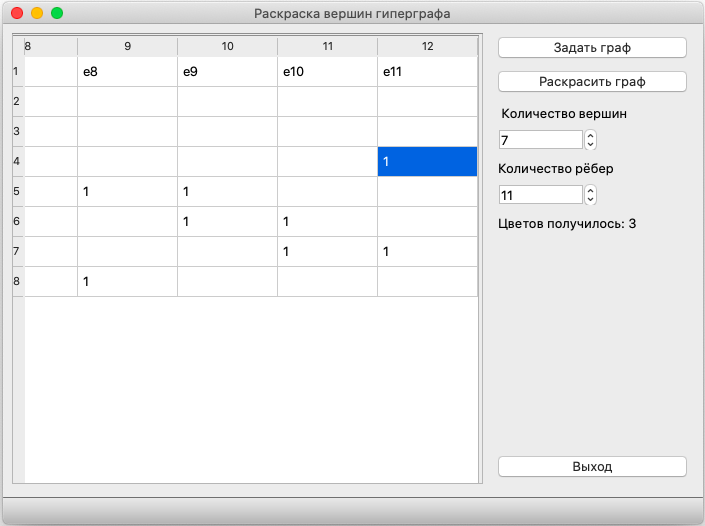 Раскраска вершин гиперграфа
8 9 10 11 12
1 e8 e9 e10 e11
2
3
4 1
5 1 1
6 1 1
7 1 1
8 1
Задать граф
Раскрасить граф
Количество вершин
7
Количество рёбер
11
Цветов получилось: 3
Выход